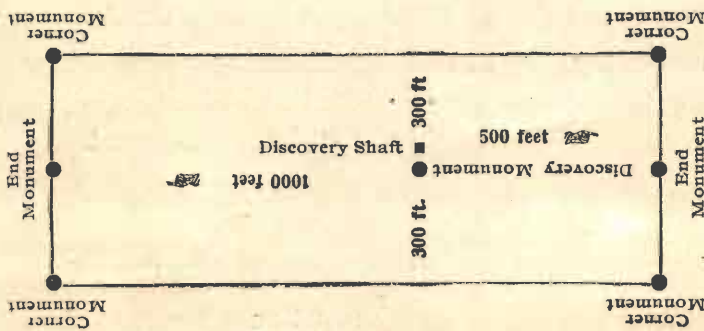 Corner
Monument
Corner
Monument
End
Monument
300 ft
500 feet
Discovery Shaft
Discovery Monument
1000 feet
300 ft.
End
Monument
Corner
Monument
Corner
Monument